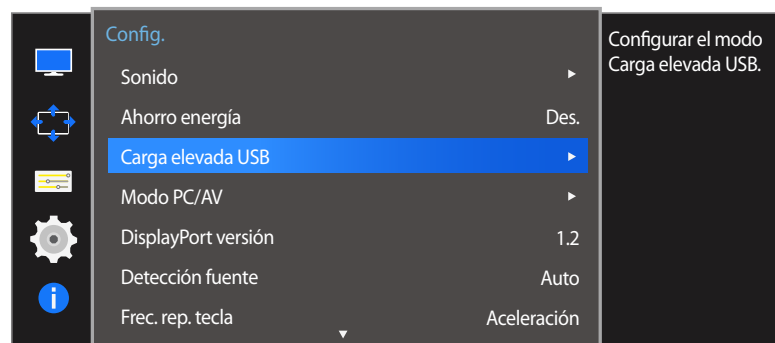 Config.
Sonido
Ahorro energía Des.
Carga elevada USB
Modo PC/AV
DisplayPort versión 1.2
Detección fuente Auto
Frec. rep. tecla Aceleración
Configurar el modo
Carga elevada USB.